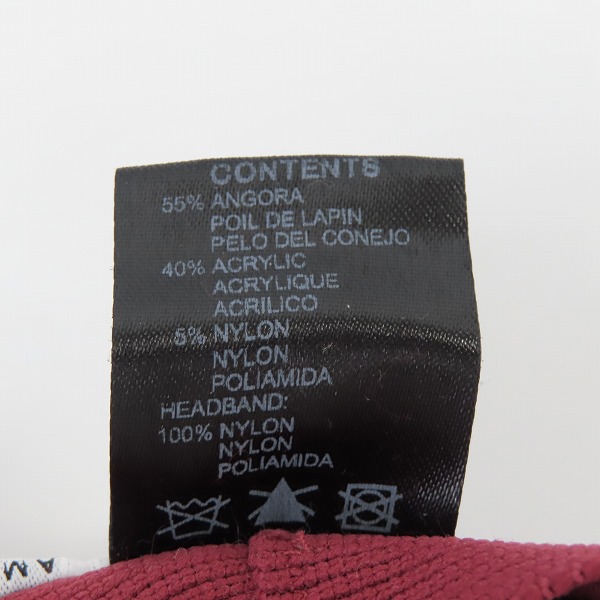 CONTENTS
55% ANGORA
POIL DE LAPIN
PELO DEL CONEJO
40% ACRYLIC
ACRYLIQUE
ACRILICO
5% NYLON
NYLON
POLIAMIDA
HEADBAND:
100% NYLON
NYLON
POLIAMIDA
AM